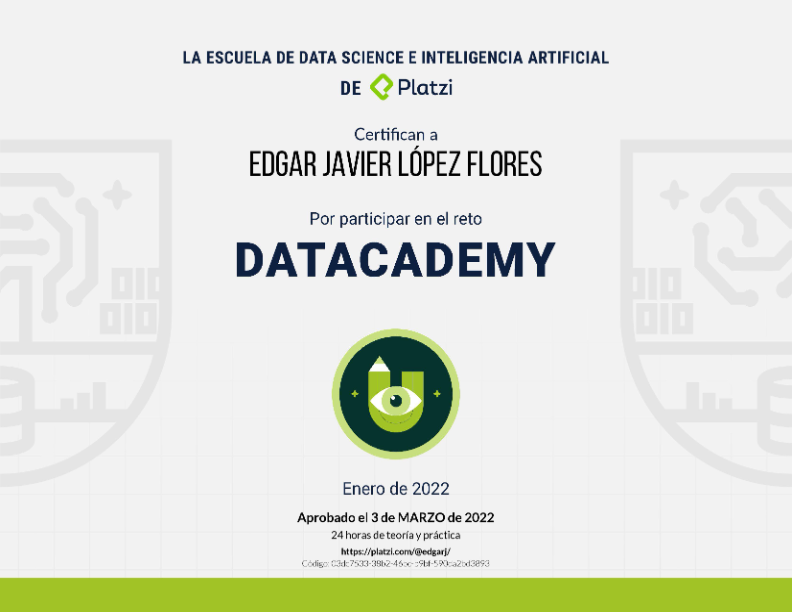 LA ESCUELA DE DATA SCIENCE E INTELIGENCIA ARTIFICIAL
DE Platzi
Certifican a
EDGAR JAVIER LÓPEZ FLORES
Por participar en el reto
DATACADEMY
Enero de 2022
Aprobado el 3 de MARZO de 2022
24 horas de teoría y práctica
https://platzi.com/@edgarj/
Código: